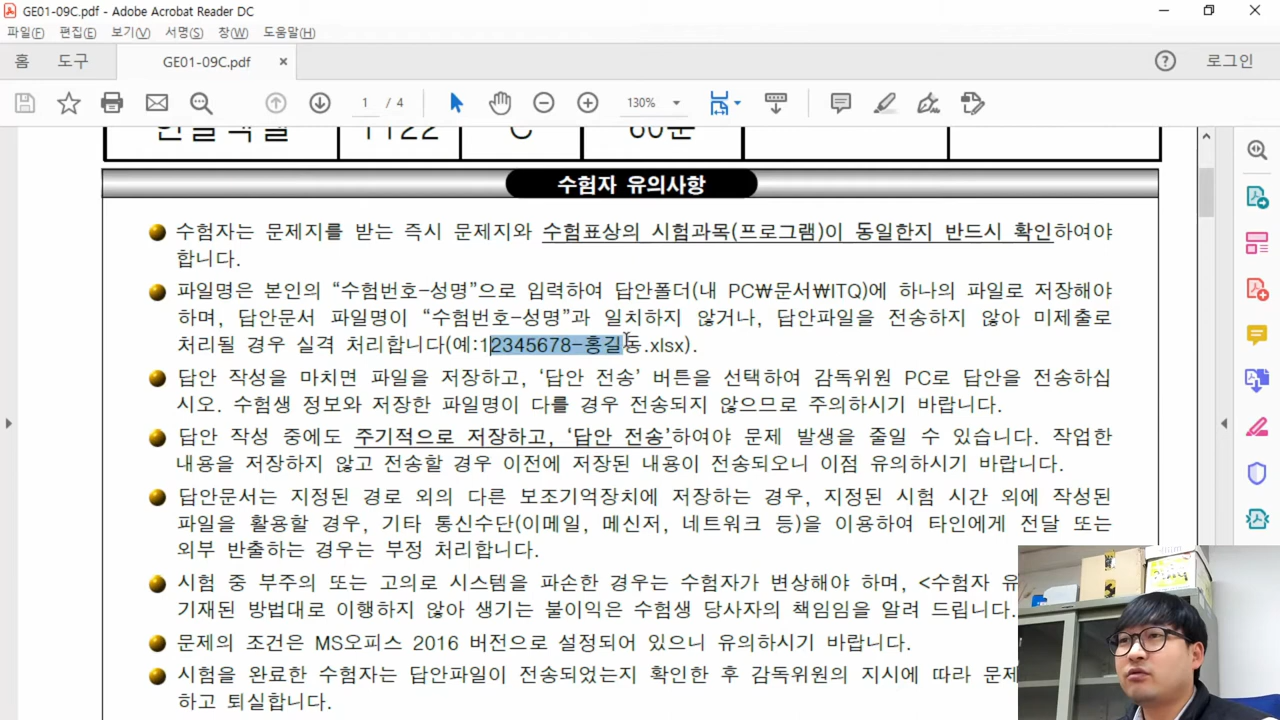 GE01-09C.pdf - Adobe Acrobat Reader DC
파일(F) 편집(E) 보기(V) 서명(S) 창(W) 도움말(H)
홈 도구 GE01-09C.pdf × 로그인
1 / 4 130%
1122 C 60분
수험자 유의사항
수험자는 문제지를 받는 즉시 문제지와 수험표상의 시험과목(프로그램)이 동일한지 반드시 확인하여야
합니다.
파일명은 본인의 “수험번호-성명”으로 입력하여 답안폴더(내 PC₩문서₩ITQ)에 하나의 파일로 저장해야
하며, 답안문서 파일명이 “수험번호-성명”과 일치하지 않거나, 답안파일을 전송하지 않아 미제출로
처리될 경우 실격 처리합니다(예:12345678-홍길동.xlsx).
답안 작성을 마치면 파일을 저장하고, ‘답안 전송’ 버튼을 선택하여 감독위원 PC로 답안을 전송하십
시오. 수험생 정보와 저장한 파일명이 다를 경우 전송되지 않으므로 주의하시기 바랍니다.
답안 작성 중에도 주기적으로 저장하고, ‘답안 전송’하여야 문제 발생을 줄일 수 있습니다. 작업한
내용을 저장하지 않고 전송할 경우 이전에 저장된 내용이 전송되오니 이점 유의하시기 바랍니다.
답안문서는 지정된 경로 외의 다른 보조기억장치에 저장하는 경우, 지정된 시험 시간 외에 작성된
파일을 활용할 경우, 기타 통신수단(이메일, 메신저, 네트워크 등)을 이용하여 타인에게 전달 또는
외부 반출하는 경우는 부정 처리합니다.
시험 중 부주의 또는 고의로 시스템을 파손한 경우는 수험자가 변상해야 하며, <수험자 유
기재된 방법대로 이행하지 않아 생기는 불이익은 수험생 당사자의 책임임을 알려 드립니다.
문제의 조건은 MS오피스 2016 버전으로 설정되어 있으니 유의하시기 바랍니다.
시험을 완료한 수험자는 답안파일이 전송되었는지 확인한 후 감독위원의 지시에 따라 문제
하고 퇴실합니다.